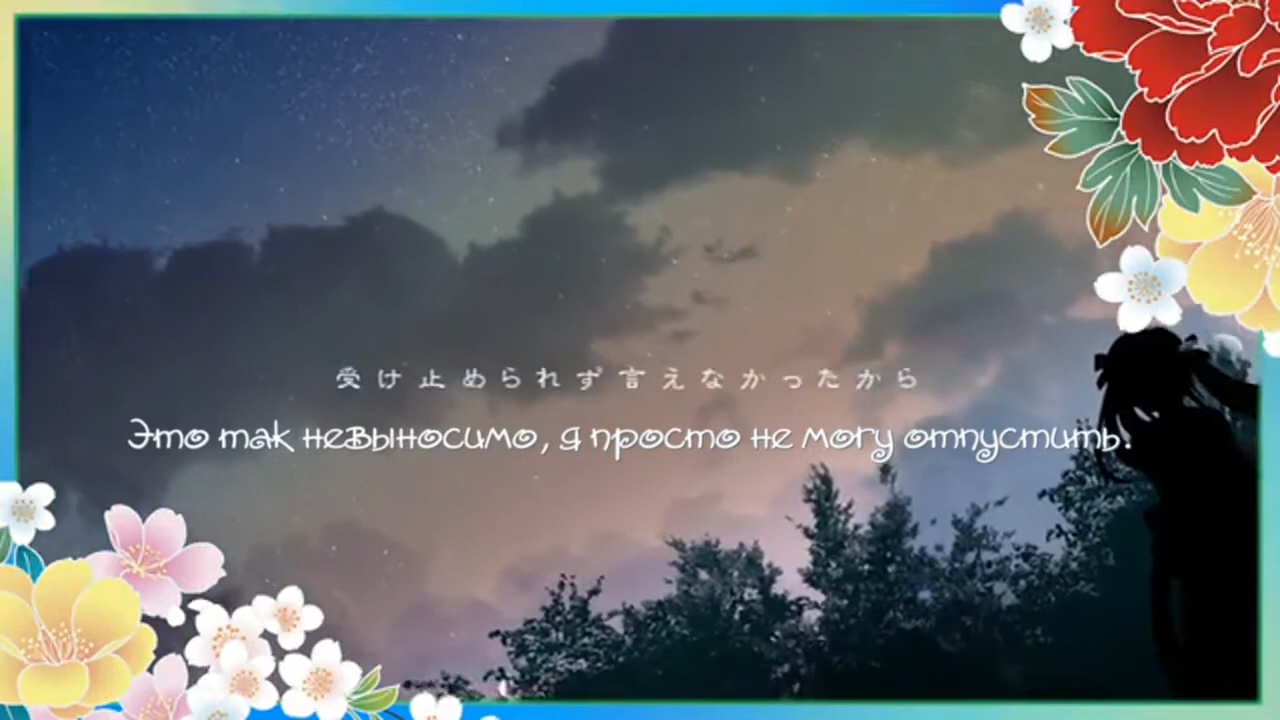 受け止められず言えなかったから
Это так невыносимо, я просто не могу отпустить.